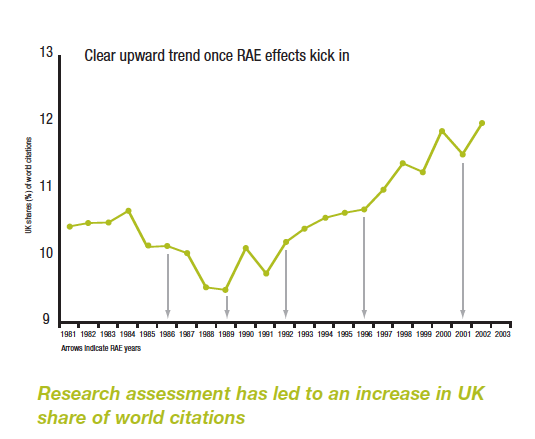 Clear upward trend once RAE effects kick in
13
12
11
10
9
UK shares (%) of world citations
1981 1982 1983 1984 1985 1986 1987 1988 1989 1990 1991 1992 1993 1994 1995 1996 1997 1998 1999 2000 2001 2002 2003
Arrows indicate RAE years
Research assessment has led to an increase in UK
share of world citations